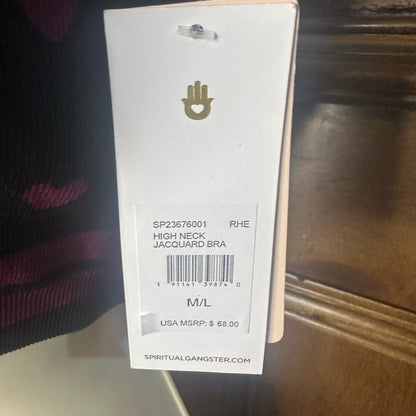 SP23676001 RHE
HIGH NECK
JACQUARD BRA
1 91141 39874 0
M/L
USA MSRP: $ 68.00
SPIRITUALGANGSTER.COM